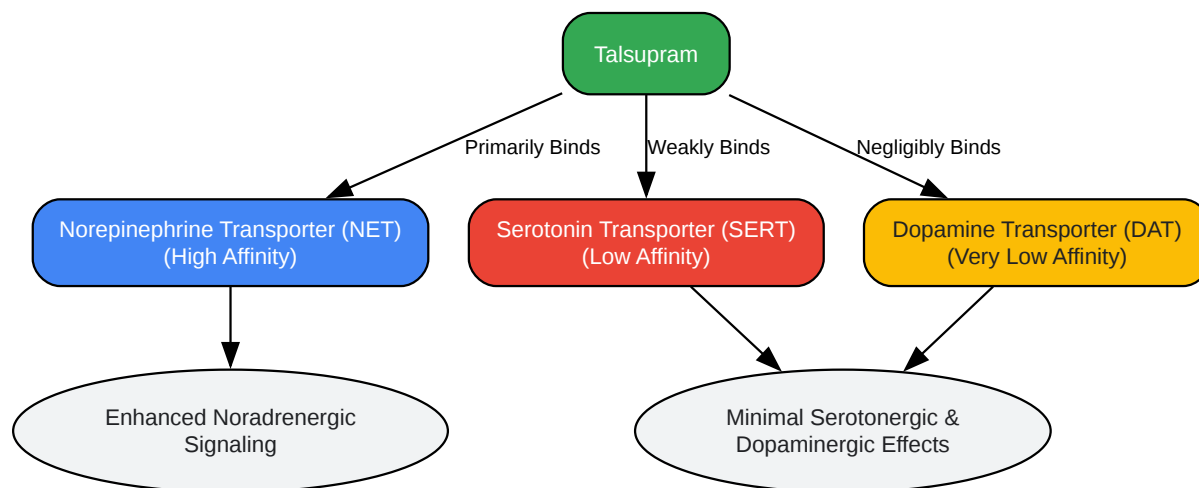 Talsupram
Primarily Binds
Weakly Binds
Negligibly Binds
Norepinephrine Transporter (NET)
(High Affinity)
Serotonin Transporter (SERT)
(Low Affinity)
Dopamine Transporter (DAT)
(Very Low Affinity)
Enhanced Noradrenergic
Signaling
Minimal Serotonergic &
Dopaminergic Effects